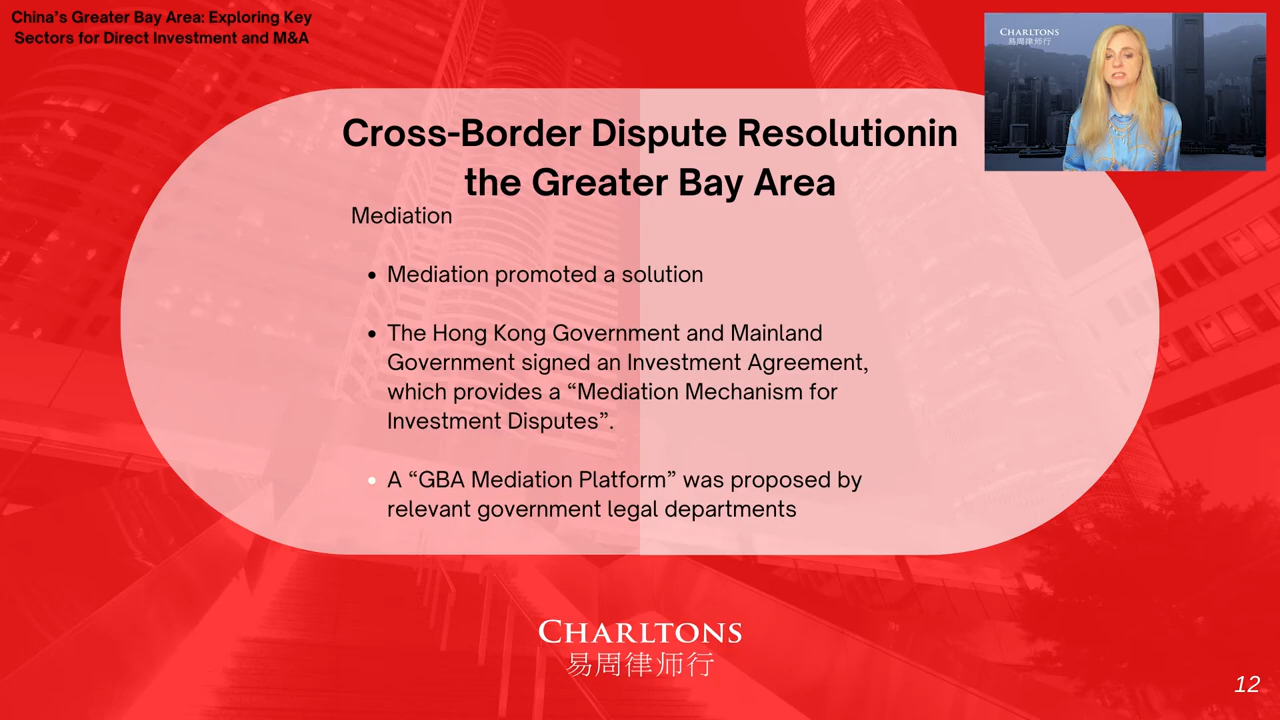 China's Greater Bay Area: Exploring Key
Sectors for Direct Investment and M&A
CHARLTONS
易周律师行
Cross-Border Dispute Resolutionin
the Greater Bay Area
Mediation
• Mediation promoted a solution
• The Hong Kong Government and Mainland
Government signed an Investment Agreement,
which provides a “Mediation Mechanism for
Investment Disputes”.
• A “GBA Mediation Platform” was proposed by
relevant government legal departments
CHARLTONS
易周律师行
12